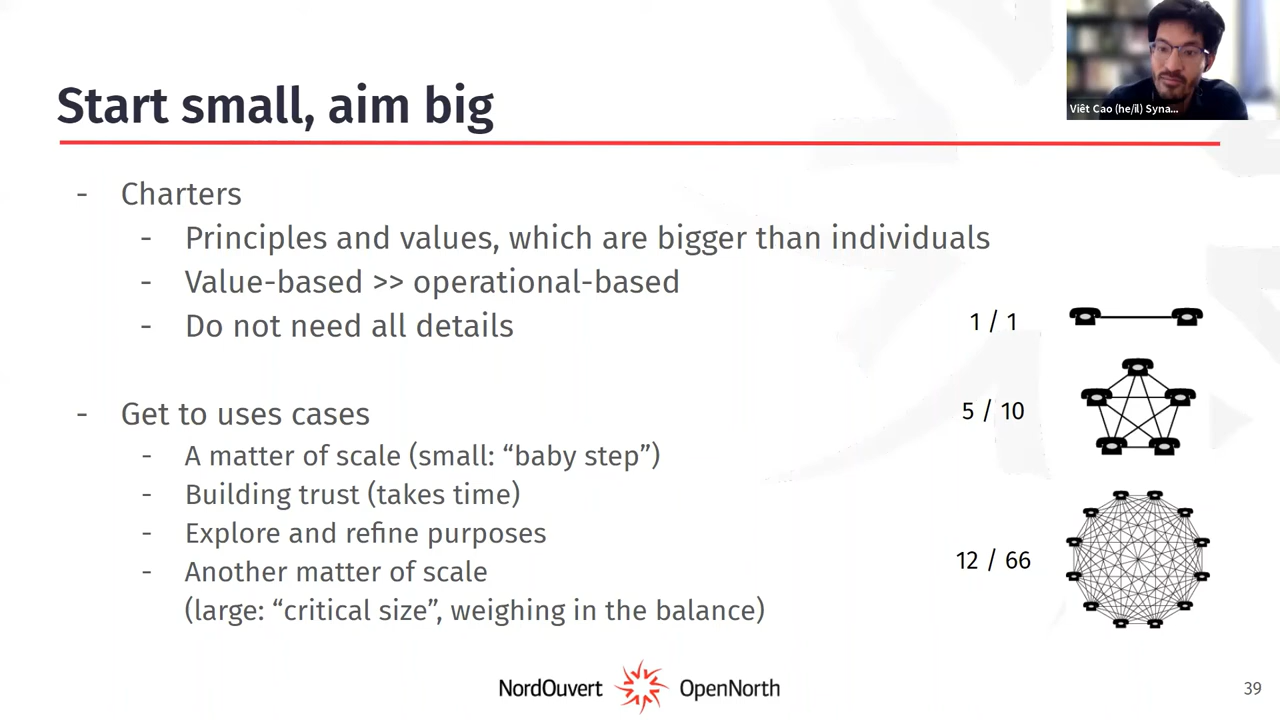 Viêt Cao (he/il) Syna...
Start small, aim big
- Charters
- Principles and values, which are bigger than individuals
- Value-based >> operational-based
- Do not need all details
- Get to uses cases
- A matter of scale (small: “baby step”)
- Building trust (takes time)
- Explore and refine purposes
- Another matter of scale
(large: “critical size”, weighing in the balance)
1 / 1
5 / 10
12 / 66
NordOuvert OpenNorth
39